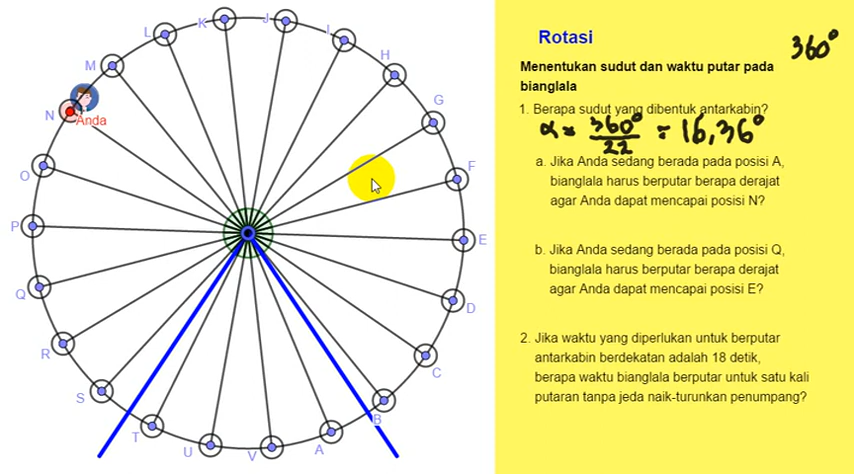 K
J
L
I
M
H
N
Anda
G
O
F
P
E
Q
D
R
C
S
B
T
A
U
V
Rotasi
360°
Menentukan sudut dan waktu putar pada
bianglala
1. Berapa sudut yang dibentuk antarkabin?
α = 360°/22 = 16,36°
a. Jika Anda sedang berada pada posisi A,
bianglala harus berputar berapa derajat
agar Anda dapat mencapai posisi N?
b. Jika Anda sedang berada pada posisi Q,
bianglala harus berputar berapa derajat
agar Anda dapat mencapai posisi E?
2. Jika waktu yang diperlukan untuk berputar
antarkabin berdekatan adalah 18 detik,
berapa waktu bianglala berputar untuk satu kali
putaran tanpa jeda naik-turunkan penumpang?